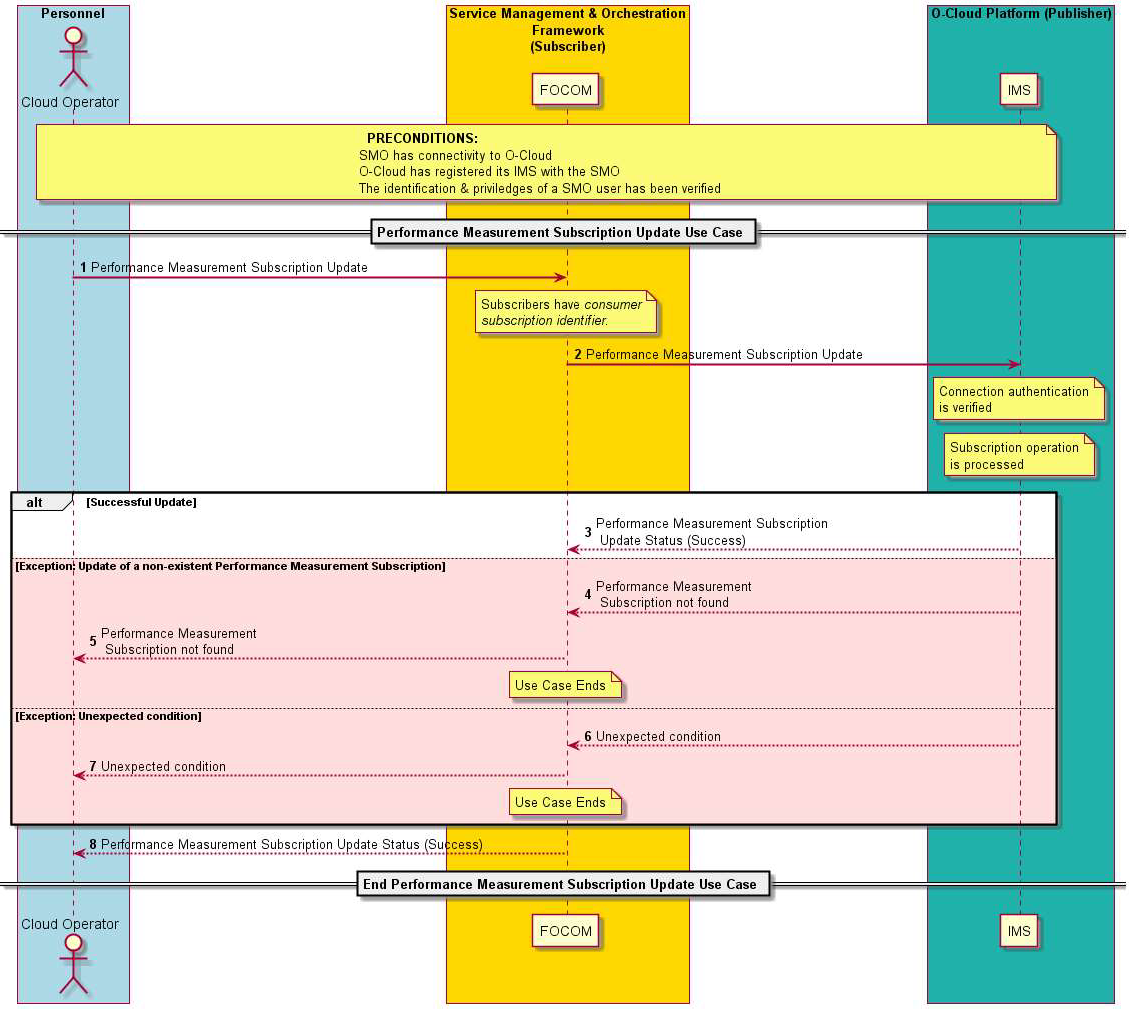 Personnel
Service Management & Orchestration
Framework
(Subscriber)
O-Cloud Platform (Publisher)
Cloud Operator
FOCOM
IMS
PRECONDITIONS:
SMO has connectivity to O-Cloud
O-Cloud has registered its IMS with the SMO
The identification & priviledges of a SMO user has been verified
Performance Measurement Subscription Update Use Case
1 Performance Measurement Subscription Update
Subscribers have consumer
subscription identifier.
2 Performance Measurement Subscription Update
Connection authentication
is verified
Subscription operation
is processed
alt [Successful Update]
3 Performance Measurement Subscription
Update Status (Success)
[Exception: Update of a non-existent Performance Measurement Subscription]
4 Performance Measurement
Subscription not found
5 Performance Measurement
Subscription not found
Use Case Ends
[Exception: Unexpected condition]
6 Unexpected condition
7 Unexpected condition
Use Case Ends
8 Performance Measurement Subscription Update Status (Success)
End Performance Measurement Subscription Update Use Case
Cloud Operator
FOCOM
IMS